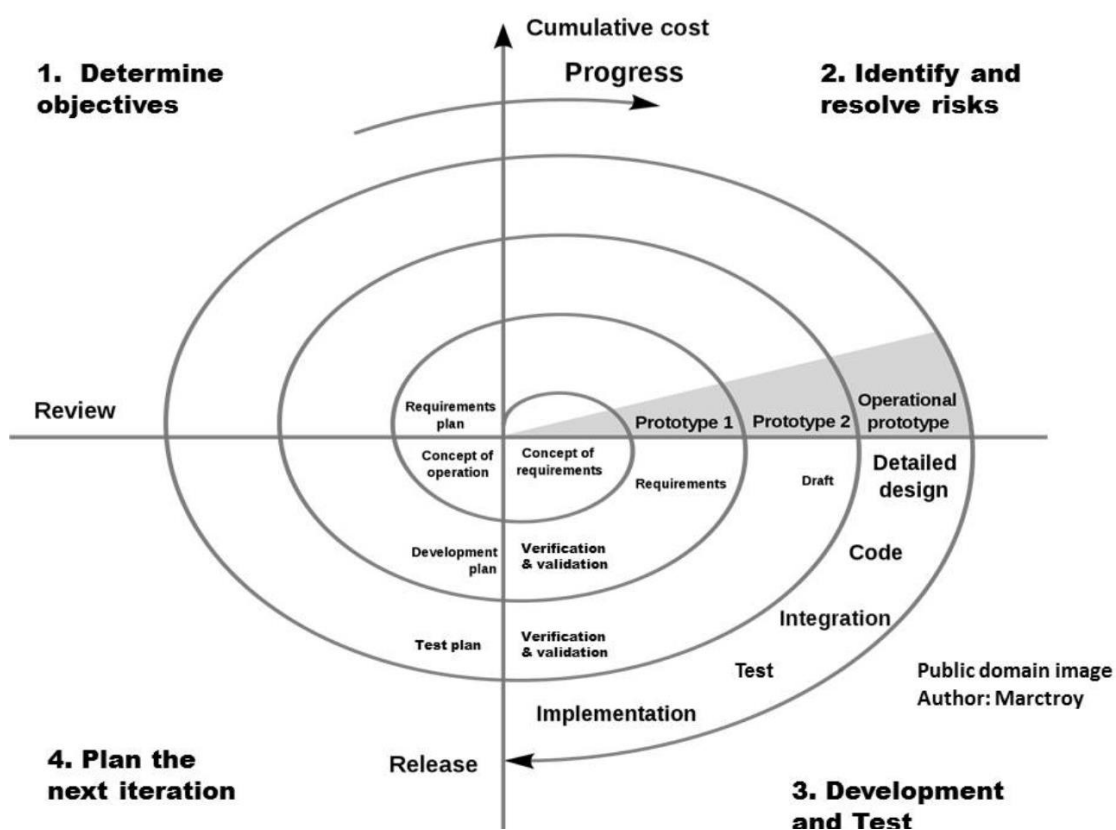 Cumulative cost
1. Determine
objectives
Progress
2. Identify and
resolve risks
Review
Requirements
plan
Prototype 1
Prototype 2
Operational
prototype
Concept of
operation
Concept of
requirements
Requirements
Draft
Detailed
design
Development
plan
Verification
& validation
Code
Test plan
Verification
& validation
Integration
Test
Public domain image
Author: Marctroy
Implementation
Release
4. Plan the
next iteration
3. Development
and Test